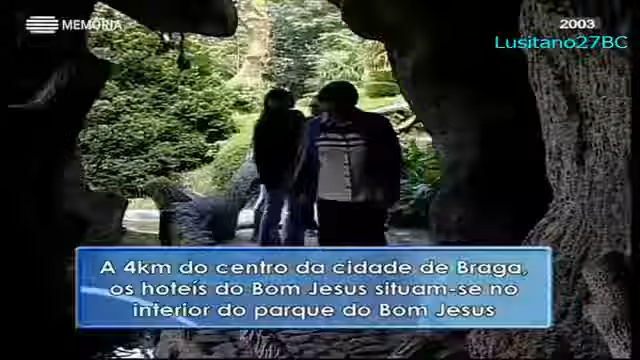 MEMÓRIA
2003
Lusitano27BC
A 4km do centro da cidade de Braga,
os hoteís do Bom Jesus situam-se no
interior do parque do Bom Jesus